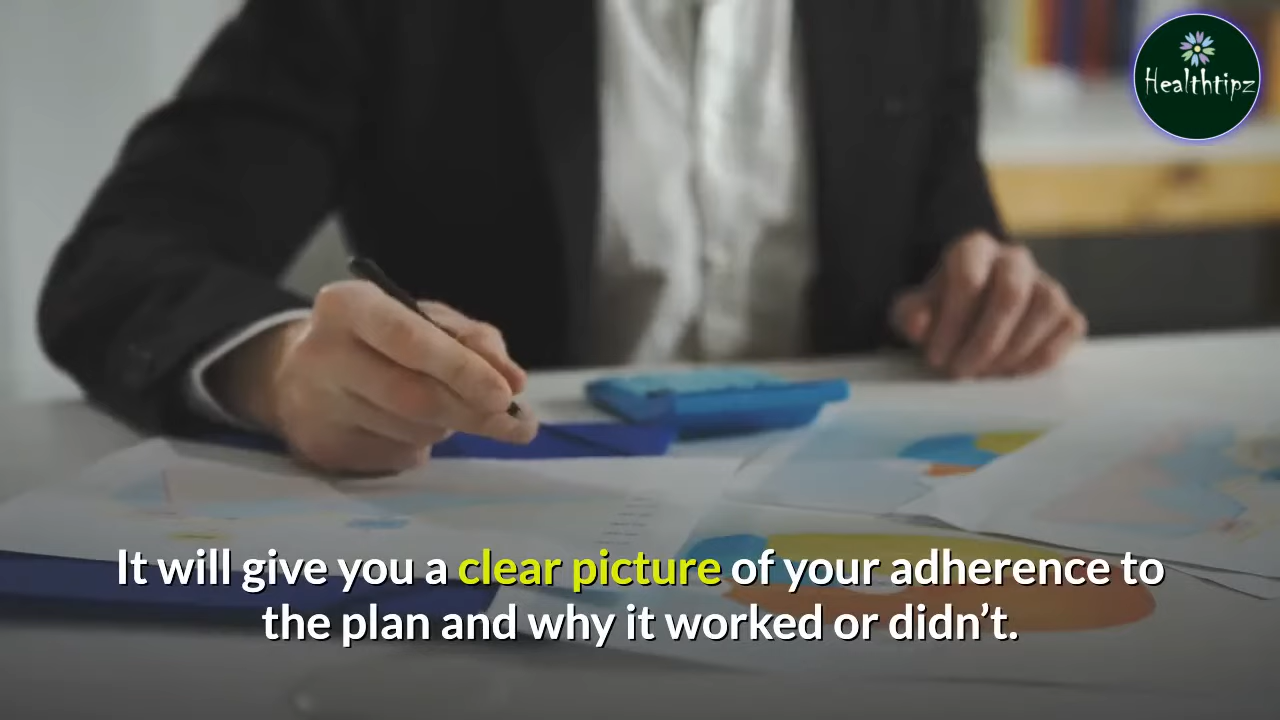 Healthtipz
It will give you a clear picture of your adherence to
the plan and why it worked or didn’t.